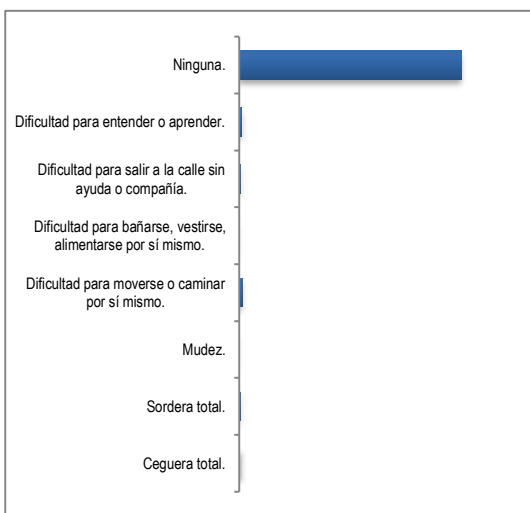 Ninguna.
Dificultad para entender o aprender.
Dificultad para salir a la calle sin
ayuda o compañía.
Dificultad para bañarse, vestirse,
alimentarse por sí mismo.
Dificultad para moverse o caminar
por sí mismo.
Mudez.
Sordera total.
Ceguera total.